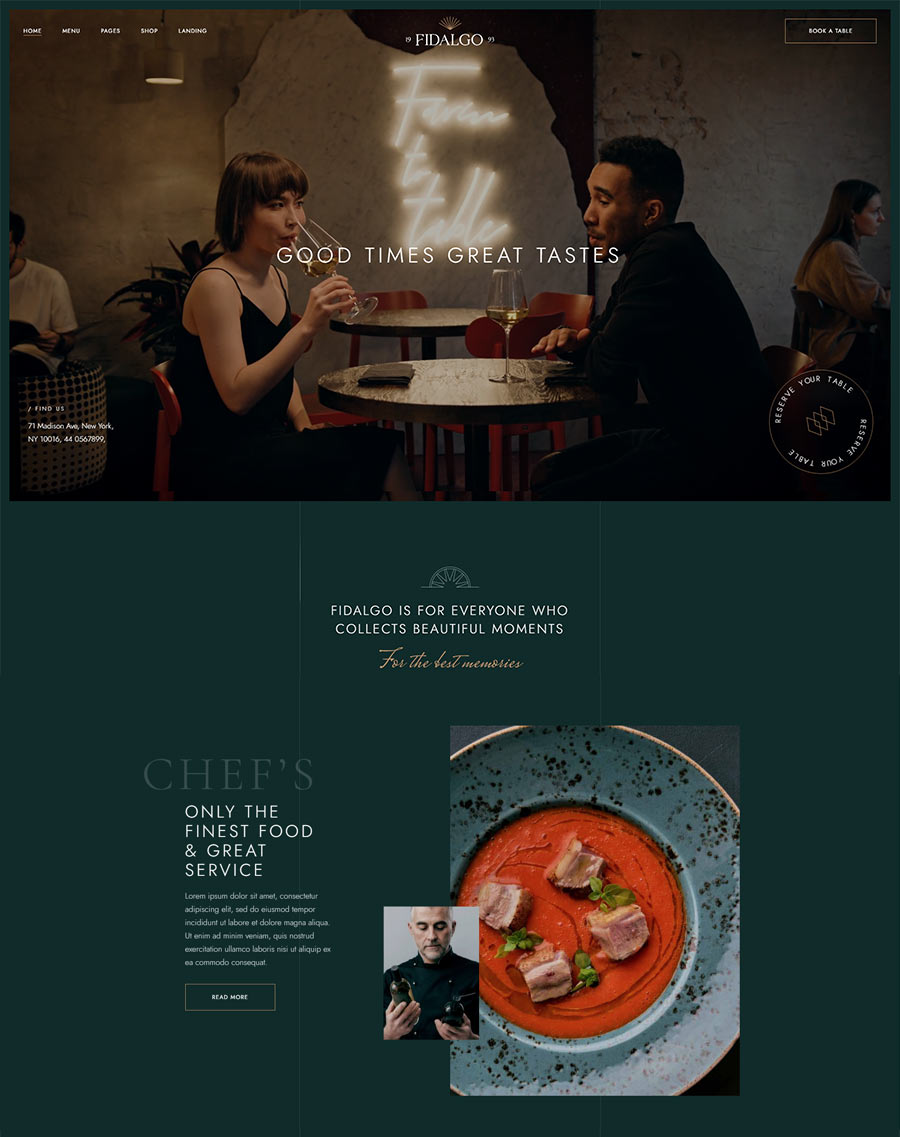 HOME MENU PAGES SHOP LANDING
19 FIDALGO 93
BOOK A TABLE
Farm
to
table
GOOD TIMES GREAT TASTES
/ FIND US
71 Madison Ave, New York,
NY 10016, 44 0567899,
RESERVE YOUR TABLE
RESERVE YOUR TABLE
FIDALGO IS FOR EVERYONE WHO
COLLECTS BEAUTIFUL MOMENTS
For the best memories
CHEF'S
ONLY THE
FINEST FOOD
& GREAT
SERVICE
Lorem ipsum dolor sit amet, consectetur
adipiscing elit, sed do eiusmod tempor
incididunt ut labore et dolore magna aliqua.
Ut enim ad minim veniam, quis nostrud
exercitation ullamco laboris nisi ut aliquip ex
ea commodo consequat.
READ MORE